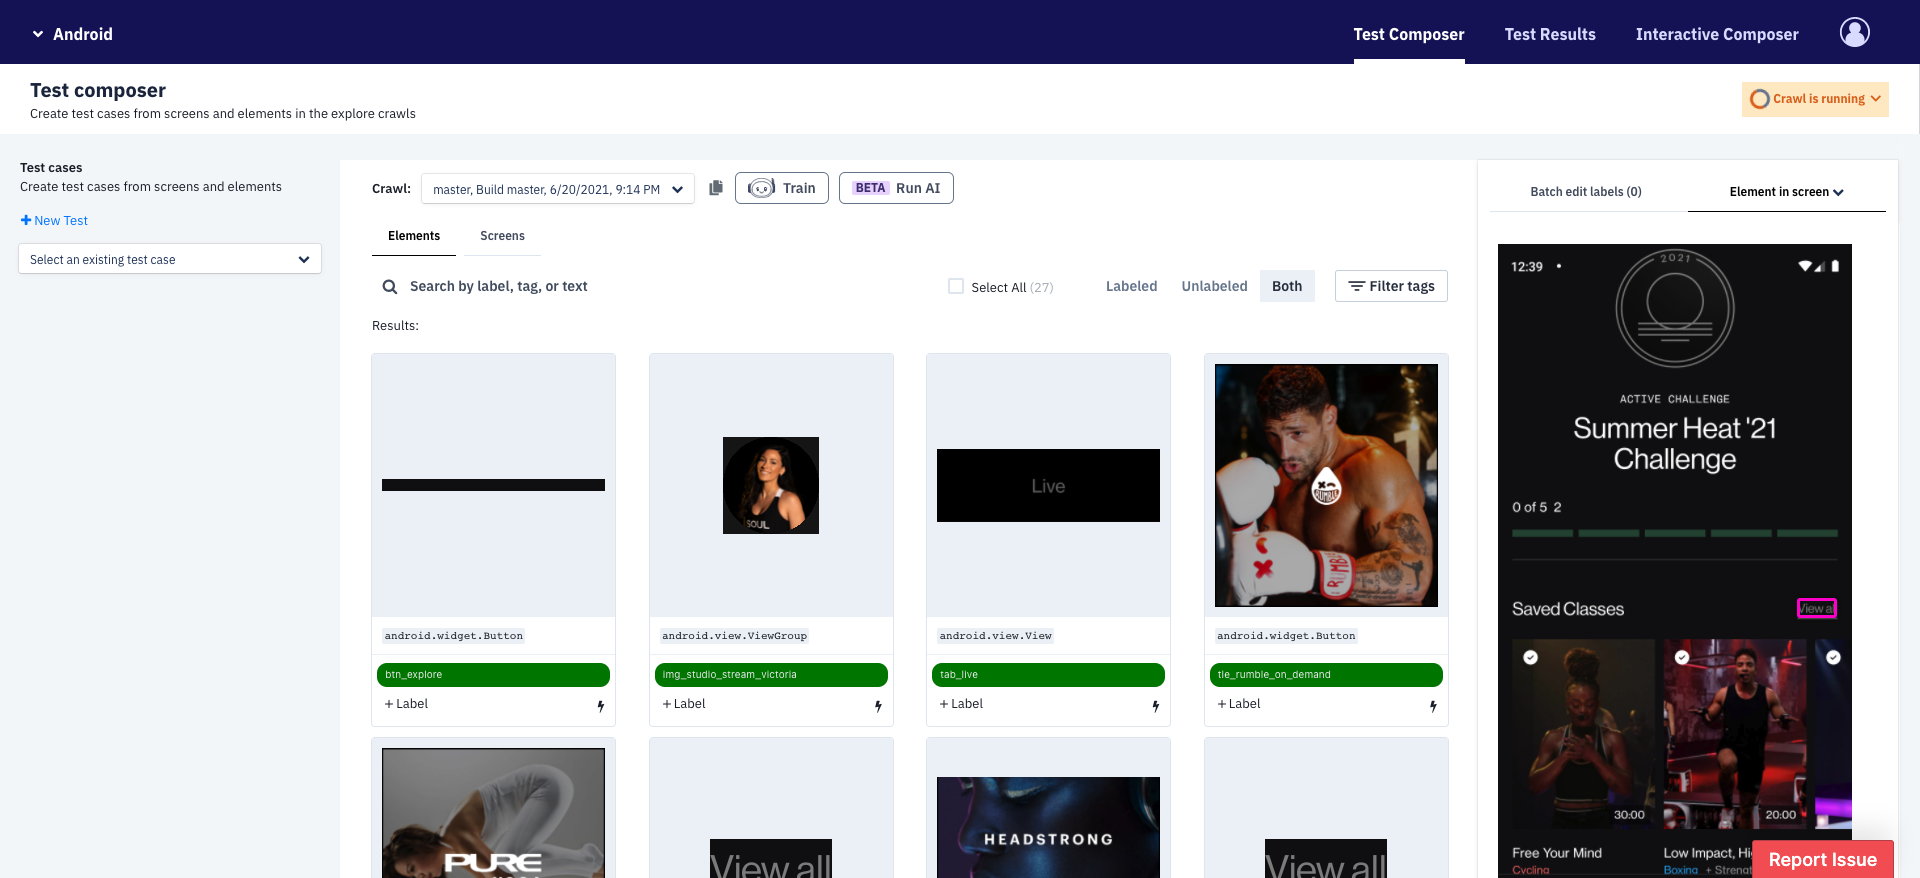 Android
Test Composer
Test Results
Interactive Composer
Test composer
Create test cases from screens and elements in the explore crawls
Crawl is running
Test cases
Create test cases from screens and elements
New Test
Select an existing test case
Crawl:
master, Build master, 6/20/2021, 9:14 PM
Train
BETA Run AI
Elements
Screens
Search by label, tag, or text
Select All (27)
Labeled
Unlabeled
Both
Filter tags
Results:
SOUL
Live
RUMBLE
android.widget.Button
android.view.ViewGroup
android.view.View
android.widget.Button
btn_explore
img_studio_stream_victoria
tab_live
tle_rumble_on_demand
+ Label
+ Label
+ Label
+ Label
PURE
View all
HEADSTRONG
View all
Batch edit labels (0)
Element in screen
12:39
2021
ACTIVE CHALLENGE
Summer Heat '21
Challenge
0 of 5 2
Saved Classes
View all
30:00
20:00
Free Your Mind
Low Impact,
Cycling
Boxing + Strengt
Report Issue